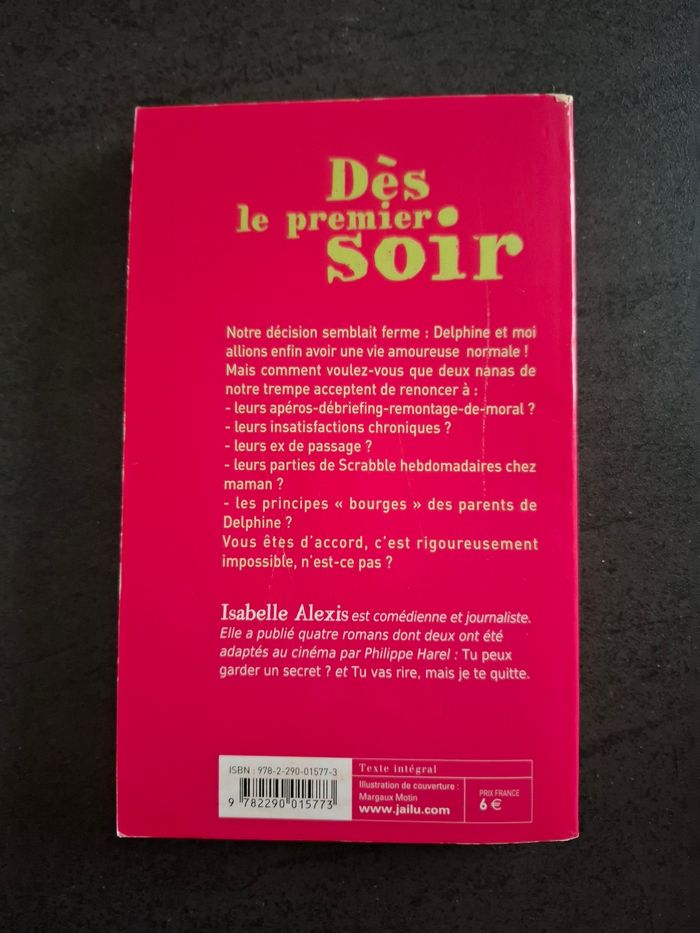 Dès
le premier
soir
Notre décision semblait ferme : Delphine et moi
allions enfin avoir une vie amoureuse normale !
Mais comment voulez-vous que deux nanas de
notre trempe acceptent de renoncer à :
- leurs apéros-débriefing-remontage-de-moral ?
- leurs insatisfactions chroniques ?
- leurs ex de passage ?
- leurs parties de Scrabble hebdomadaires chez
maman ?
- les principes « bourges » des parents de
Delphine ?
Vous êtes d'accord, c'est rigoureusement
impossible, n'est-ce pas ?
Isabelle Alexis est comédienne et journaliste.
Elle a publié quatre romans dont deux ont été
adaptés au cinéma par Philippe Harel : Tu peux
garder un secret ? et Tu vas rire, mais je te quitte.
ISBN : 978-2-290-01577-3
9 782290 015773
Texte intégral
Illustration de couverture :
Margaux Motin
www.jailu.com
PRIX FRANCE
6 €